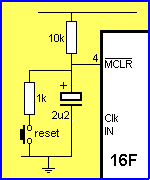 10k
4
MCLR
+
1k
2u2
reset
Clk
IN
16F